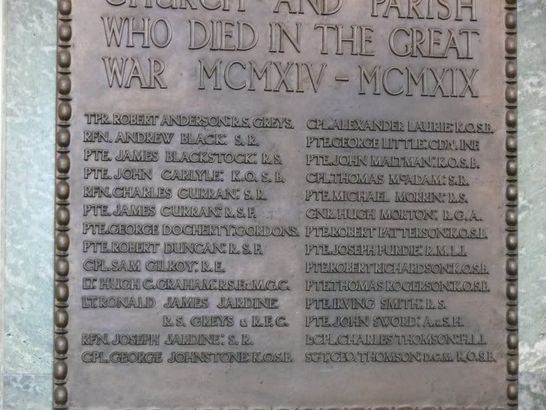 CHURCH AND PARISH
WHO DIED IN THE GREAT
WAR MCMXIV – MCMXIX
TPR. ROBERT ANDERSON: R.S. GREYS.
RFN. ANDREW BLACK: S. R.
PTE. JAMES BLACKSTOCK: R. S.
PTE. JOHN CARLYLE: K. O. S. B.
RFN. CHARLES CURRAN: S. R.
PTE. JAMES CURRAN: R. S. F.
PTE. GEORGE DOCHERTY: GORDONS.
PTE. ROBERT DUNCAN: R. S. F.
CPL. SAM GILROY: R. E.
LT. HUGH C. GRAHAM: R.S.F. & M.G.C.
LT. RONALD JAMES JARDINE
R. S. GREYS & R.F.C.
RFN. JOSEPH JARDINE: S. R.
CPL. GEORGE JOHNSTONE: K.O.S.B.
CPL. ALEXANDER LAURIE: K.O.S.B.
PTE. GEORGE LITTLE: INF
PTE. JOHN MALTMAN: K.O.S.B.
CPL. THOMAS McADAM: S.R.
PTE. MICHAEL MORRIN: R.S.
GNR. HUGH MORTON: R.G.A.
PTE. ROBERT PATTERSON: K.O.S.B.
PTE. JOSEPH PURDIE: R.M.L.I.
PTE. ROBERT RICHARDSON: K.O.S.B.
PTE. THOMAS ROGERSON: K.O.S.B.
PTE. IRVING SMITH: R. S.
PTE. JOHN SWORD: A. & S.H.
L.CPL. CHARLES THOMSON: H.L.I.
SGT. GEO. THOMSON: D.C.M. K.O.S.B.